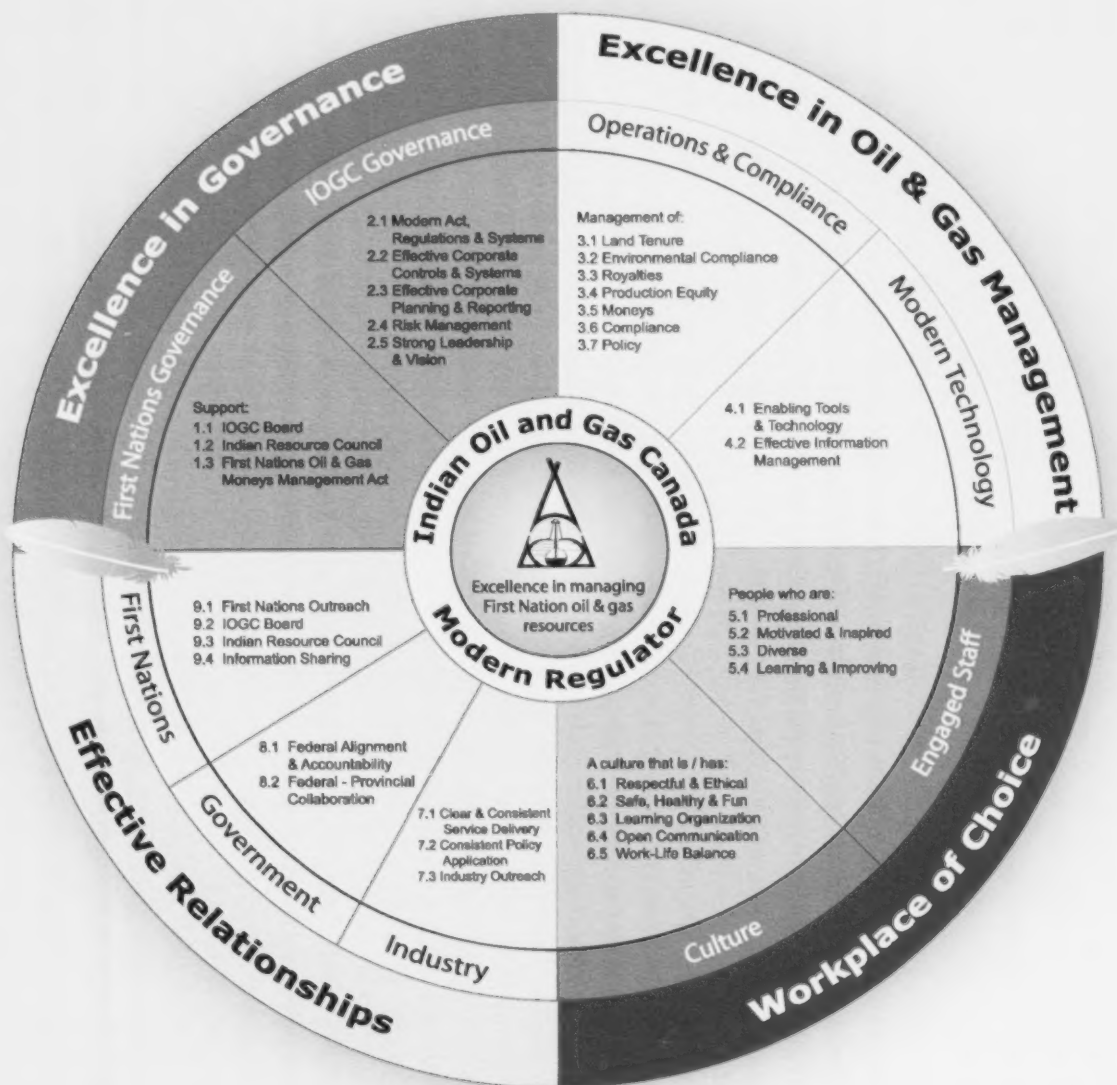 Excellence in Governance
IOGC Governance
2.1 Modern Act,
Regulations & Systems
2.2 Effective Corporate
Controls & Systems
2.3 Effective Corporate
Planning & Reporting
2.4 Risk Management
2.5 Strong Leadership
& Vision
First Nations Governance
Support:
1.1 IOGC Board
1.2 Indian Resource Council
1.3 First Nations Oil & Gas
Moneys Management Act
Excellence in Oil & Gas Management
Operations & Compliance
Management of:
3.1 Land Tenure
3.2 Environmental Compliance
3.3 Royalties
3.4 Production Equity
3.5 Moneys
3.6 Compliance
3.7 Policy
Modern Technology
4.1 Enabling Tools
& Technology
4.2 Effective Information
Management
Indian Oil and Gas Canada
Excellence in managing
First Nation oil & gas
resources
Modern Regulator
Workplace of Choice
Engaged Staff
People who are:
5.1 Professional
5.2 Motivated & Inspired
5.3 Diverse
5.4 Learning & Improving
Culture
A culture that is / has:
6.1 Respectful & Ethical
6.2 Safe, Healthy & Fun
6.3 Learning Organization
6.4 Open Communication
6.5 Work-Life Balance
Effective Relationships
Industry
7.1 Clear & Consistent
Service Delivery
7.2 Consistent Policy
Application
7.3 Industry Outreach
Government
8.1 Federal Alignment
& Accountability
8.2 Federal - Provincial
Collaboration
First Nations
9.1 First Nations Outreach
9.2 IOGC Board
9.3 Indian Resource Council
9.4 Information Sharing